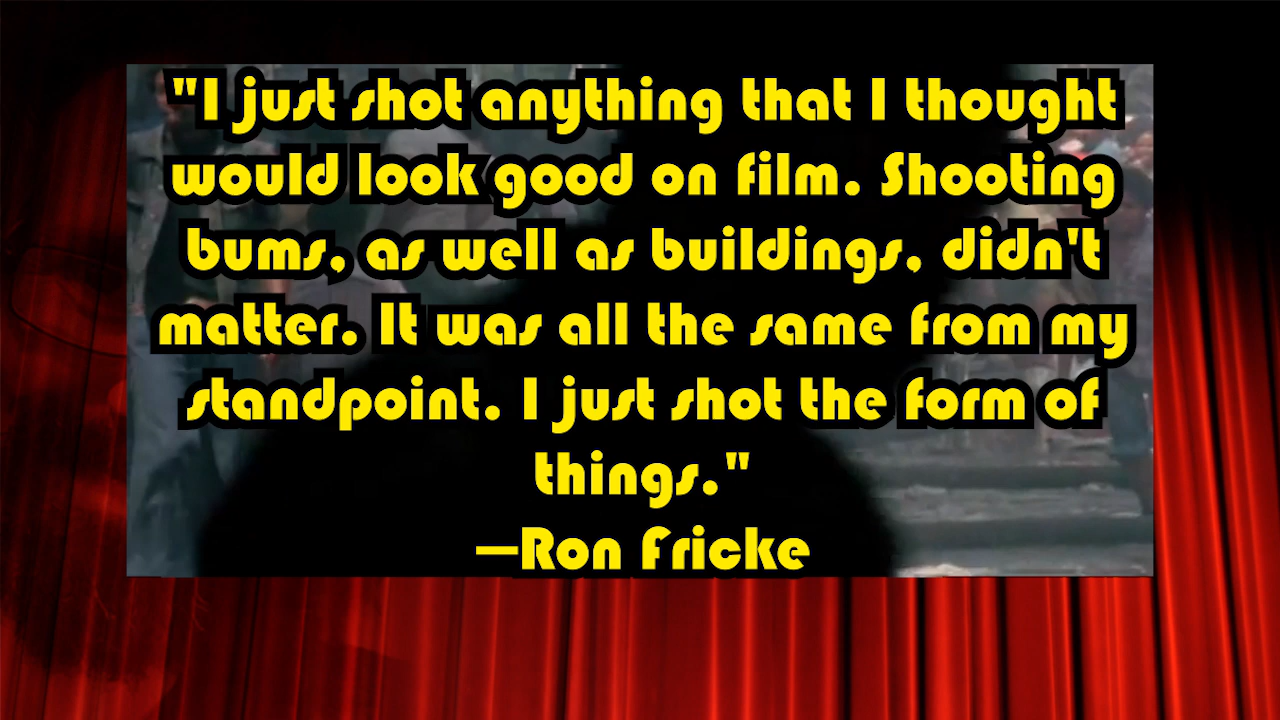 "I just shot anything that I thought
would look good on film. Shooting
bums, as well as buildings, didn't
matter. It was all the same from my
standpoint. I just shot the form of
things."
—Ron Fricke